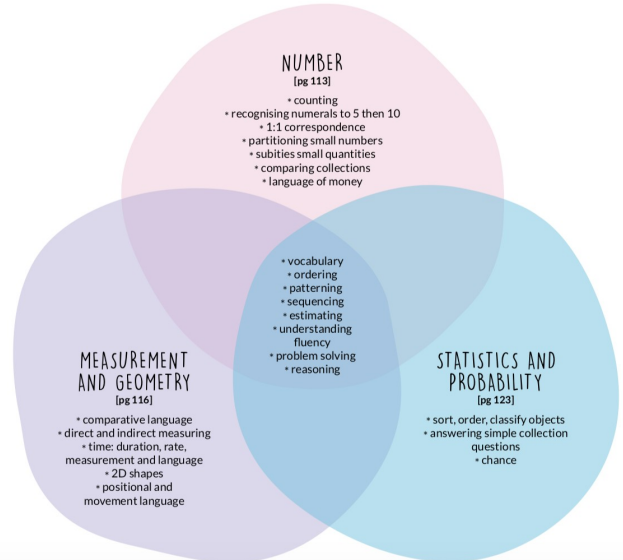 NUMBER
[pg 113]
* counting
* recognising numerals to 5 then 10
* 1:1 correspondence
* partitioning small numbers
* subities small quantities
* comparing collections
* language of money
* vocabulary
* ordering
* patterning
* sequencing
* estimating
* understanding
fluency
* problem solving
* reasoning
MEASUREMENT
AND GEOMETRY
[pg 116]
* comparative language
* direct and indirect measuring
* time: duration, rate,
measurement and language
* 2D shapes
* positional and
movement language
STATISTICS AND
PROBABILITY
[pg 123]
* sort, order, classify objects
* answering simple collection
questions
* chance